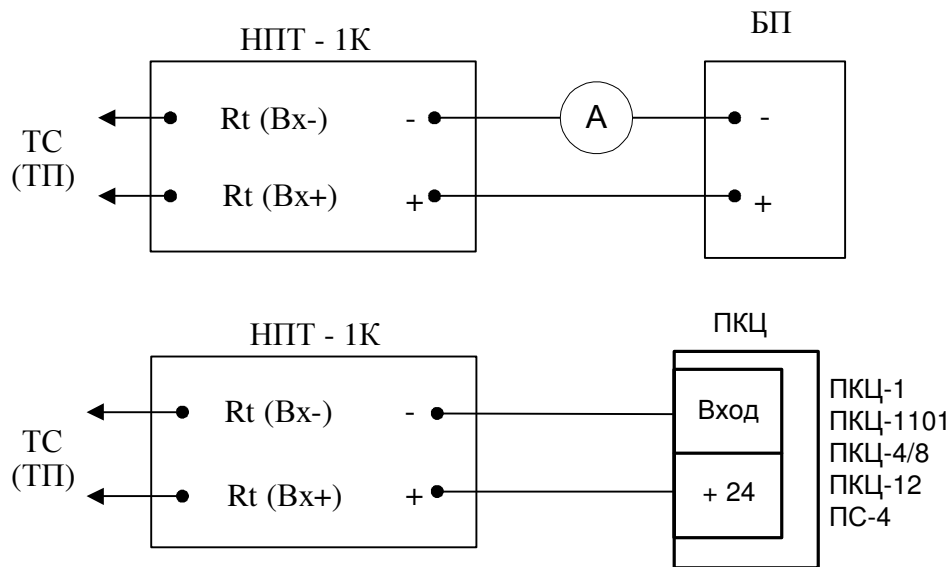 НПТ - 1К
БП
ТС
(ТП)
Rt (Вх-)
-
А
-
Rt (Вх+)
+
+
НПТ - 1К
ПКЦ
ТС
(ТП)
Rt (Вх-)
-
Вход
Rt (Вх+)
+
+ 24
ПКЦ-1
ПКЦ-1101
ПКЦ-4/8
ПКЦ-12
ПС-4